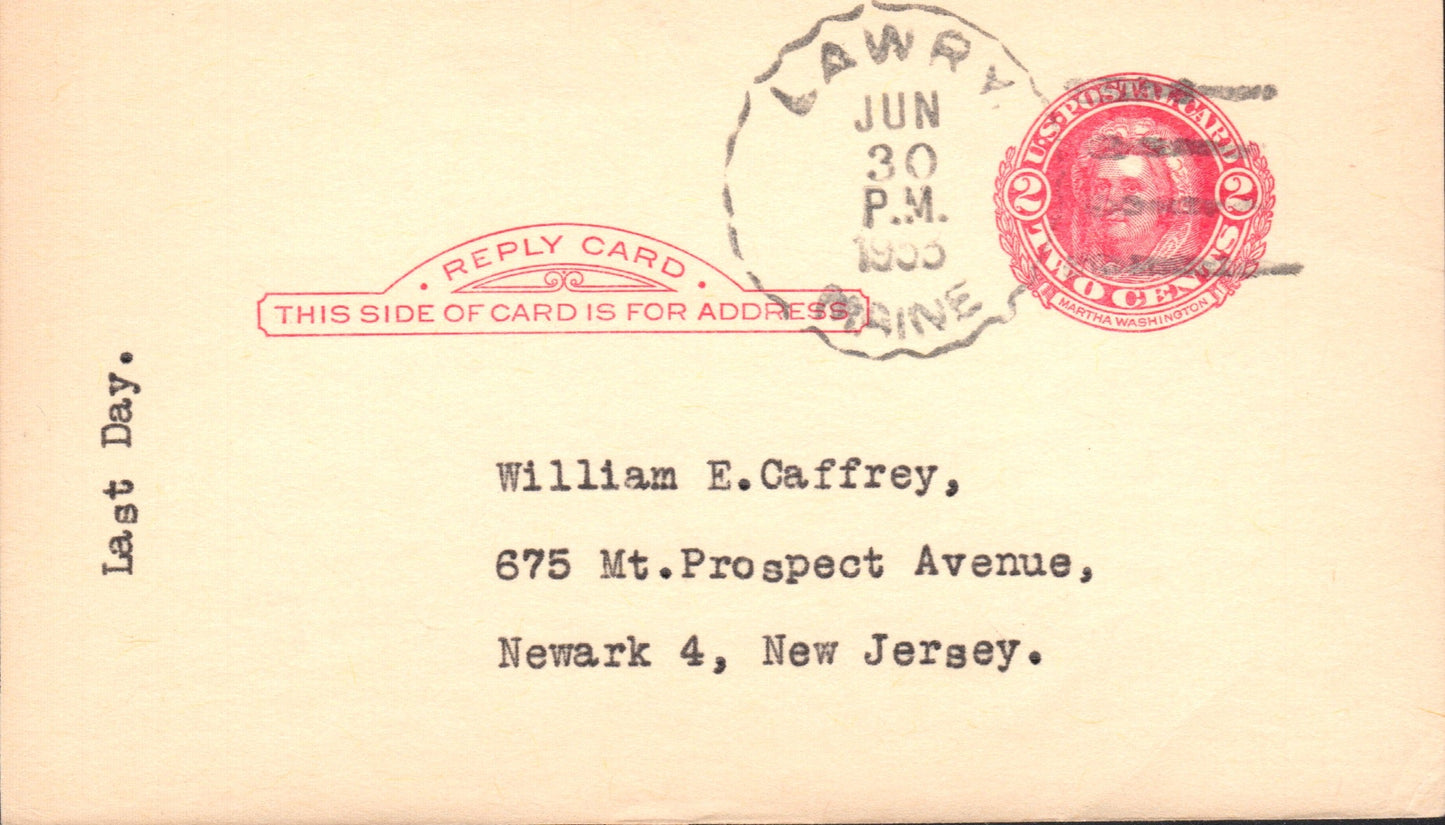 LAWRY
JUN
30
P.M.
MAINE
U.S. POSTAL CARD
2 2
TWO CENTS
MARTHA WASHINGTON
REPLY CARD
THIS SIDE OF CARD IS FOR ADDRESS
Last Day.
William E.Caffrey,
675 Mt.Prospect Avenue,
Newark 4, New Jersey.